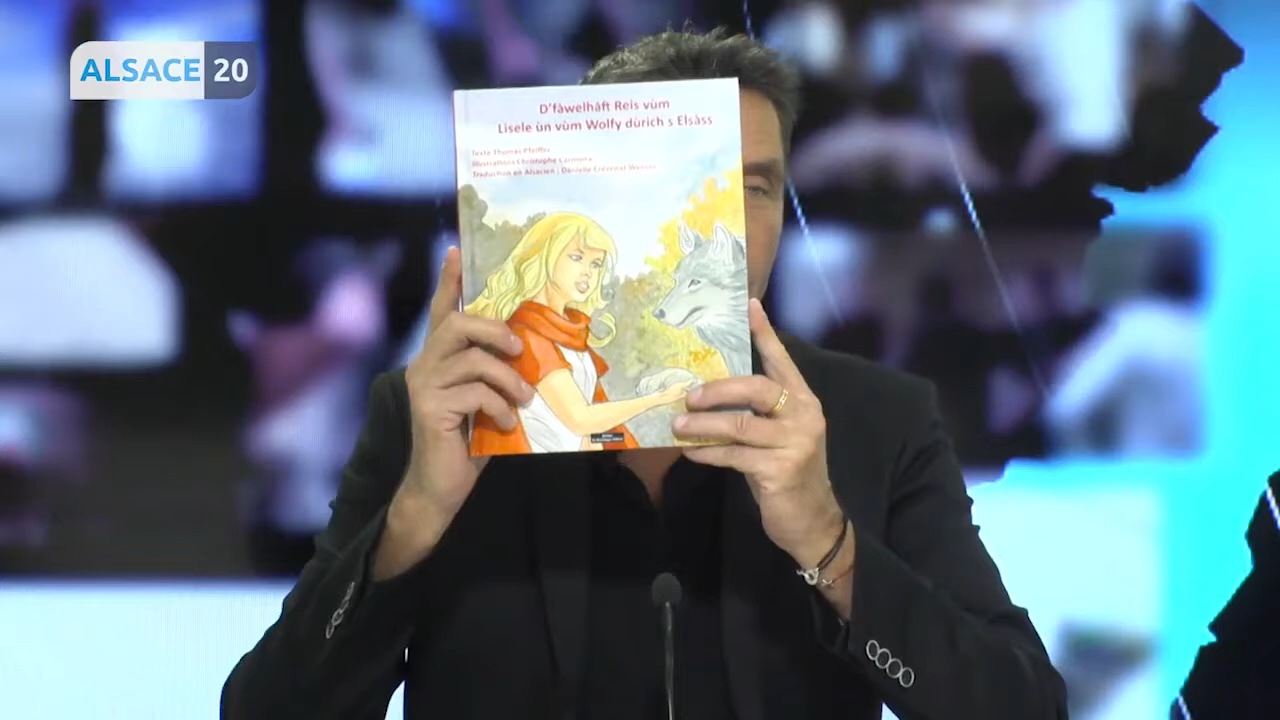 ALSACE 20
D'fàwelhàft Reis vùm
Lisele ùn vùm Wolfy dùrich s Elsàss
Texte Thomas Pfeiffer
Illustrations Christophe Carmona
Traduction en Alsacien : Danielle Crévenat-Werner